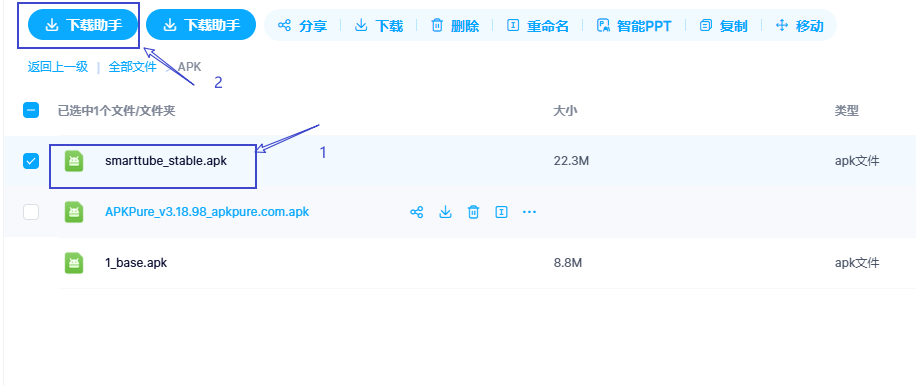 下载助手 下载助手 分享 下载 删除 重命名 智能PPT 复制 移动
返回上一级 | 全部文件 > APK
2
已选中1个文件/文件夹 大小 类型
1
smarttube_stable.apk 22.3M apk文件
APKPure_v3.18.98_apkpure.com.apk
1_base.apk 8.8M apk文件